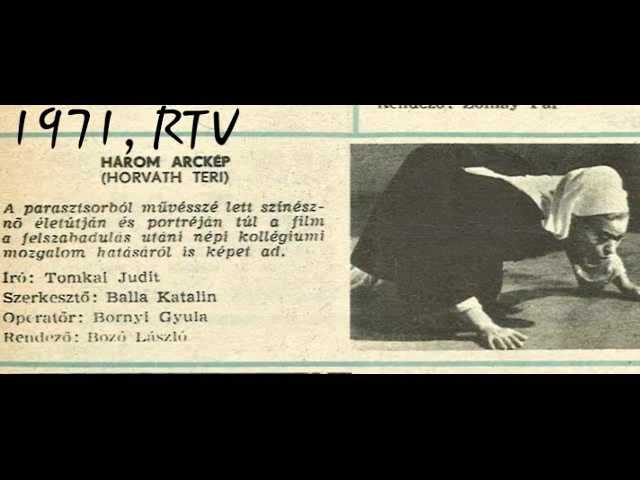 Rendező: Zolnay Pál
1971, RTV
HÁROM ARCKÉP
(HORVÁTH TERI)
A parasztsorból művésszé lett színész-
nő életútján és portréján túl a film
a felszabadulás utáni népi kollégiumi
mozgalom hatásáról is képet ad.
Író: Tomkai Judit
Szerkesztő: Balla Katalin
Operatőr: Bornyi Gyula
Rendező: Bozó László